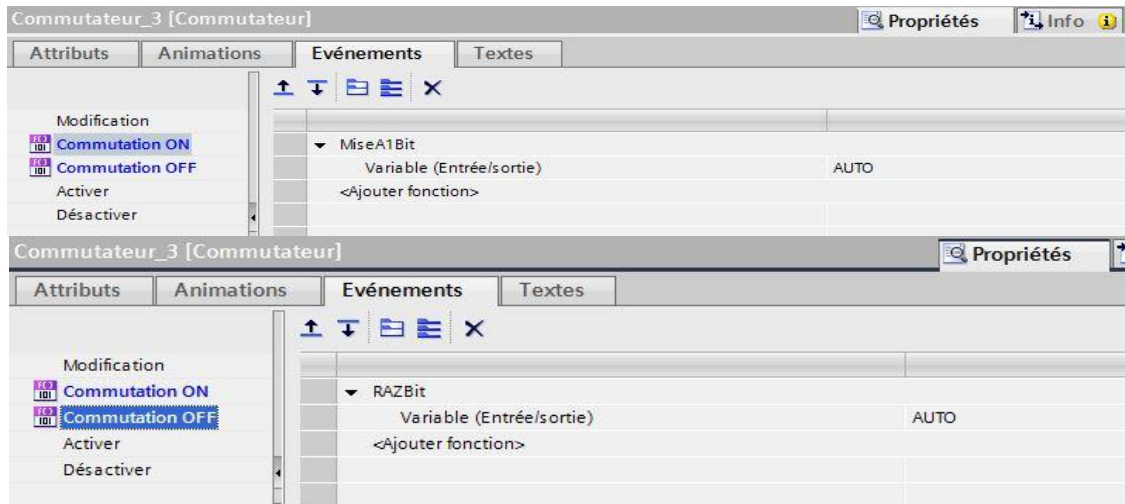 Commutateur_3 [Commutateur] Propriétés Info
Attributs Animations Evénements Textes
Modification
Commutation ON MiseA1Bit
Commutation OFF Variable (Entrée/sortie) AUTO
Activer <Ajouter fonction>
Désactiver
Commutateur_3 [Commutateur] Propriétés
Attributs Animations Evénements Textes
Modification
Commutation ON RAZBit
Commutation OFF Variable (Entrée/sortie) AUTO
Activer <Ajouter fonction>
Désactiver